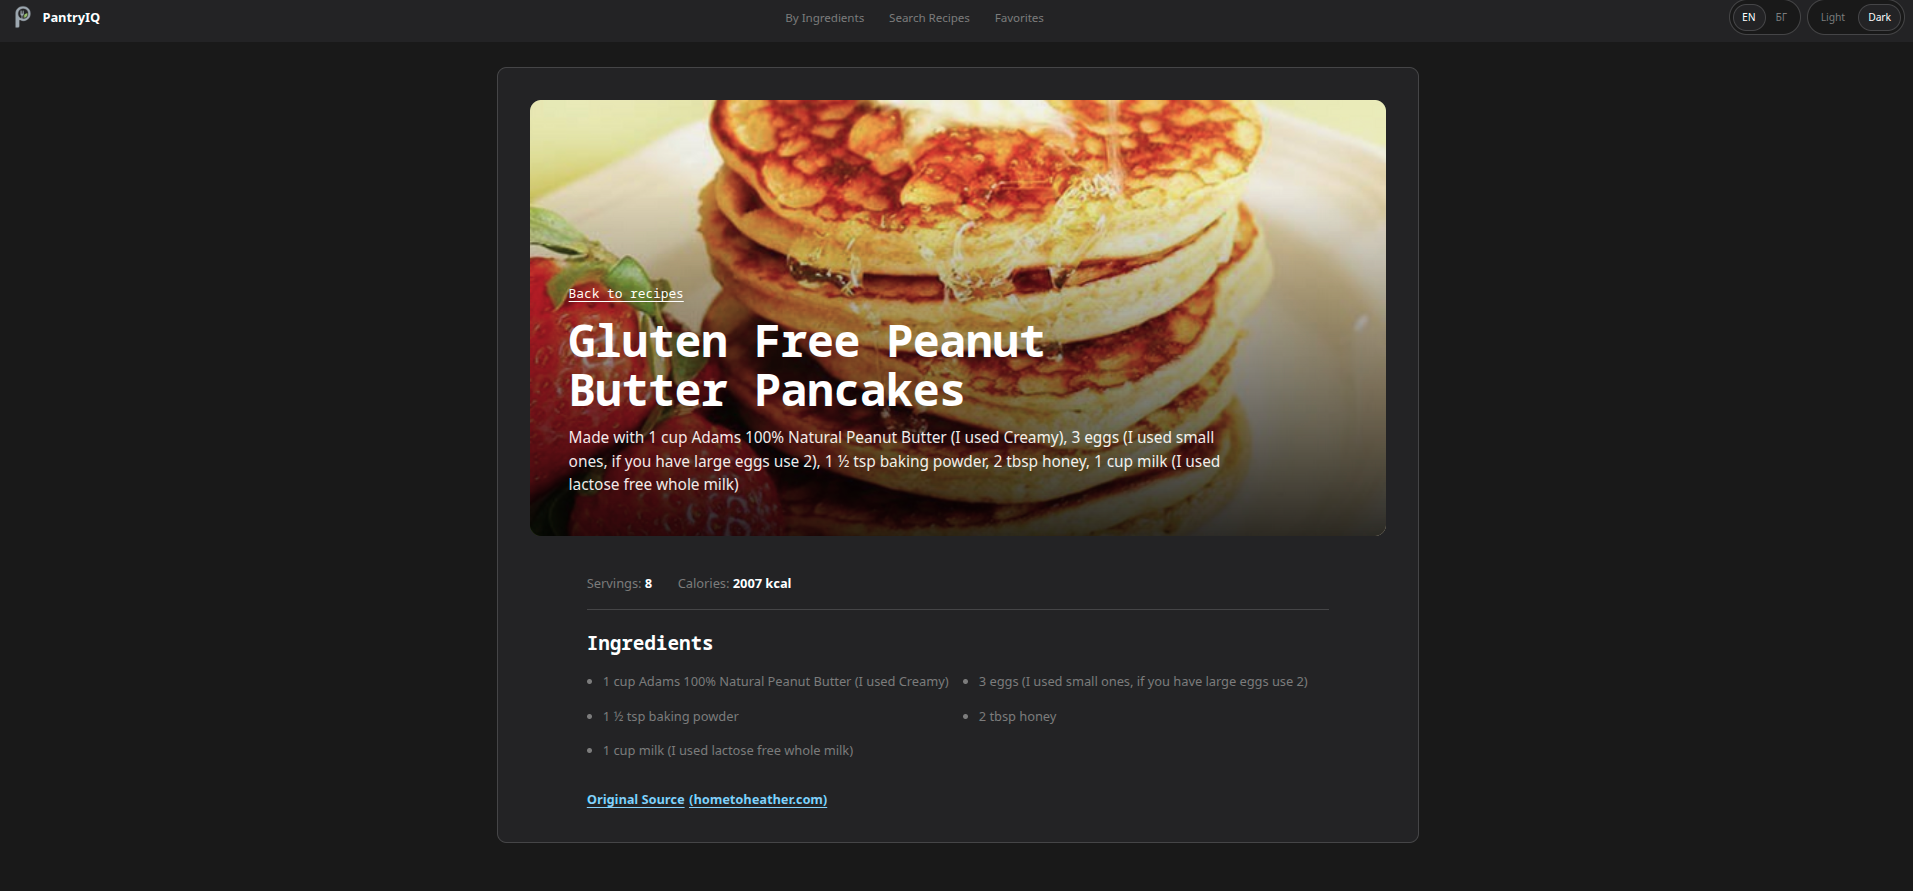 PantryIQ
By Ingredients
Search Recipes
Favorites
EN
БГ
Light
Dark
Back to recipes
Gluten Free Peanut
Butter Pancakes
Made with 1 cup Adams 100% Natural Peanut Butter (I used Creamy), 3 eggs (I used small
ones, if you have large eggs use 2), 1 ½ tsp baking powder, 2 tbsp honey, 1 cup milk (I used
lactose free whole milk)
Servings: 8
Calories: 2007 kcal
Ingredients
1 cup Adams 100% Natural Peanut Butter (I used Creamy)
3 eggs (I used small ones, if you have large eggs use 2)
1 ½ tsp baking powder
2 tbsp honey
1 cup milk (I used lactose free whole milk)
Original Source (hometoheather.com)